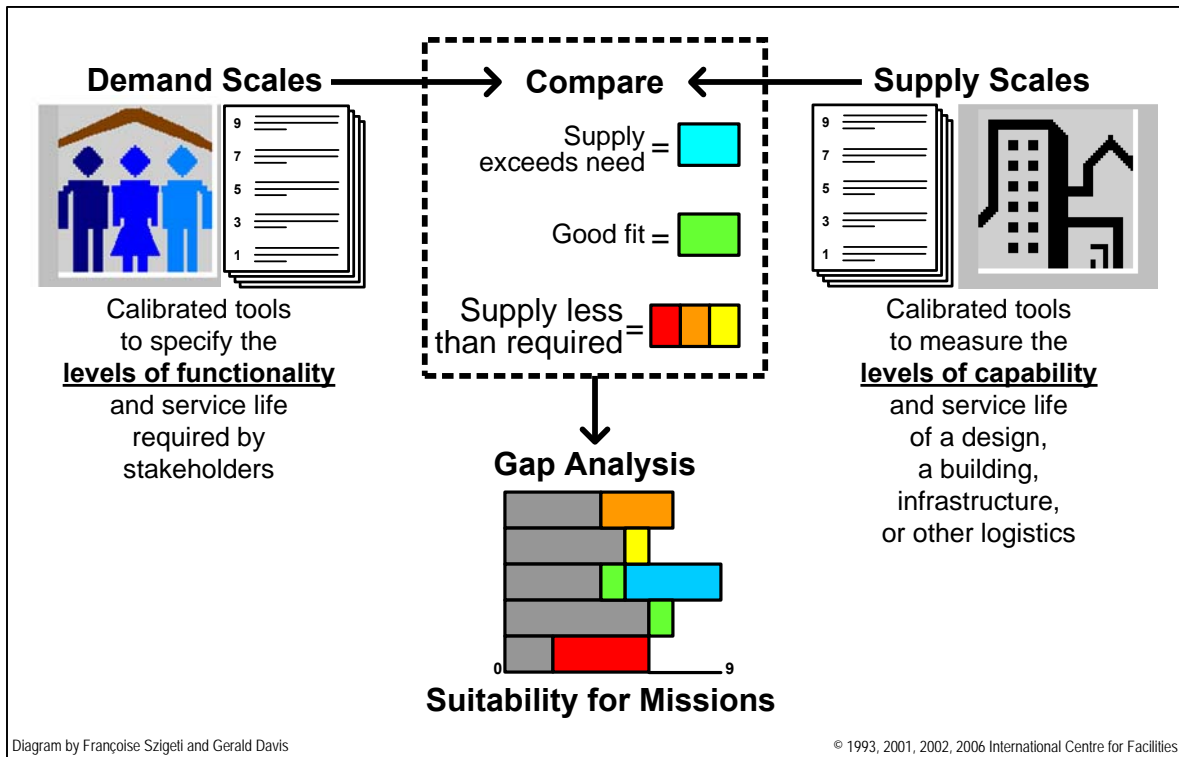 Demand Scales
Compare
Supply Scales
9
7
5
3
1
Supply
exceeds need =
Good fit =
Supply less
than required =
9
7
5
3
1
Calibrated tools
to specify the
levels of functionality
and service life
required by
stakeholders
Calibrated tools
to measure the
levels of capability
and service life
of a design,
a building,
infrastructure,
or other logistics
Gap Analysis
0
9
Suitability for Missions
Diagram by Françoise Szigeti and Gerald Davis
© 1993, 2001, 2002, 2006 International Centre for Facilities